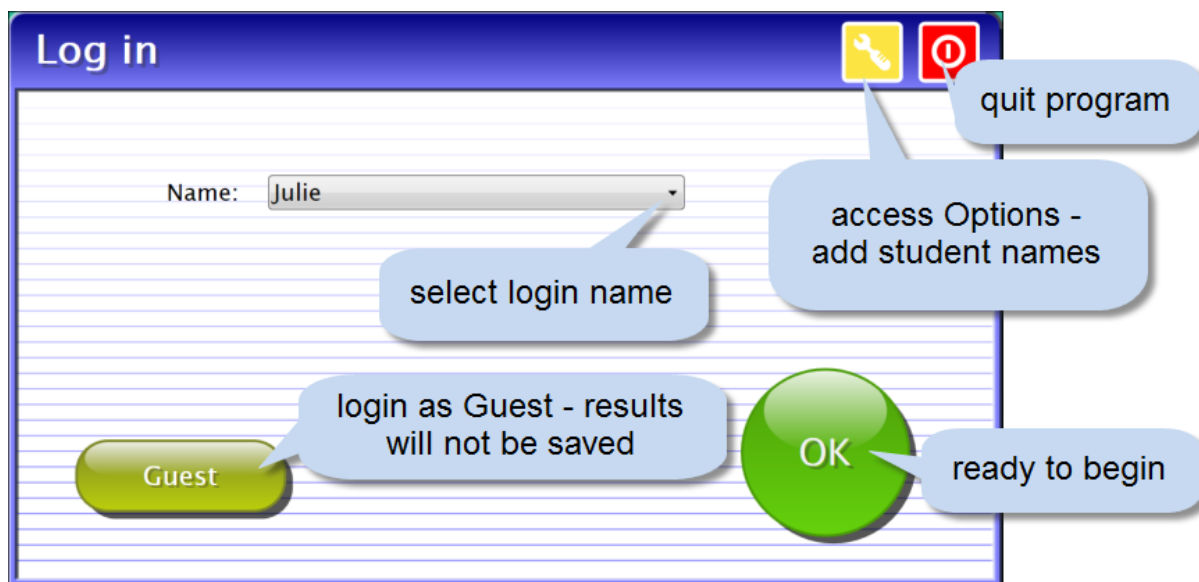 Log in
quit program
access Options -
add student names
Name: Julie
select login name
login as Guest - results
will not be saved
Guest
OK
ready to begin